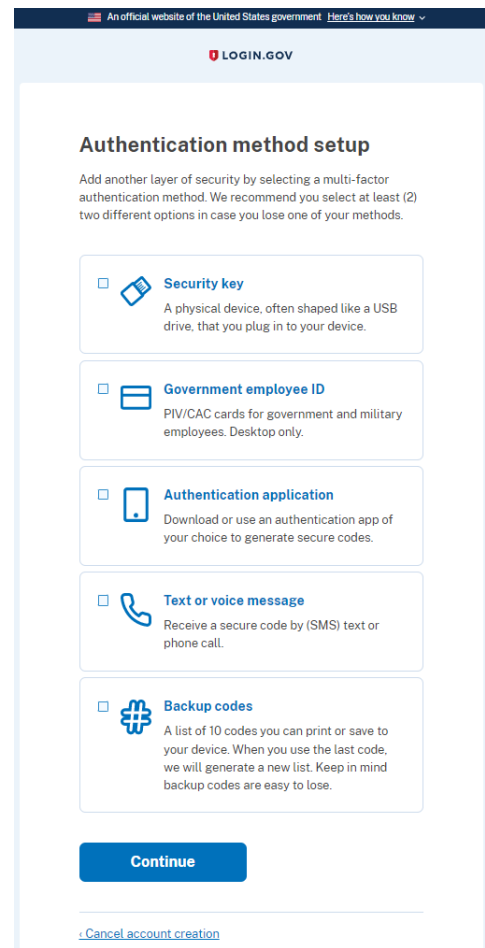 An official website of the United States government Here's how you know
LOGIN.GOV
Authentication method setup
Add another layer of security by selecting a multi-factor
authentication method. We recommend you select at least (2)
two different options in case you lose one of your methods.
Security key
A physical device, often shaped like a USB
drive, that you plug in to your device.
Government employee ID
PIV/CAC cards for government and military
employees. Desktop only.
Authentication application
Download or use an authentication app of
your choice to generate secure codes.
Text or voice message
Receive a secure code by (SMS) text or
phone call.
Backup codes
A list of 10 codes you can print or save to
your device. When you use the last code,
we will generate a new list. Keep in mind
backup codes are easy to lose.
Continue
‹ Cancel account creation